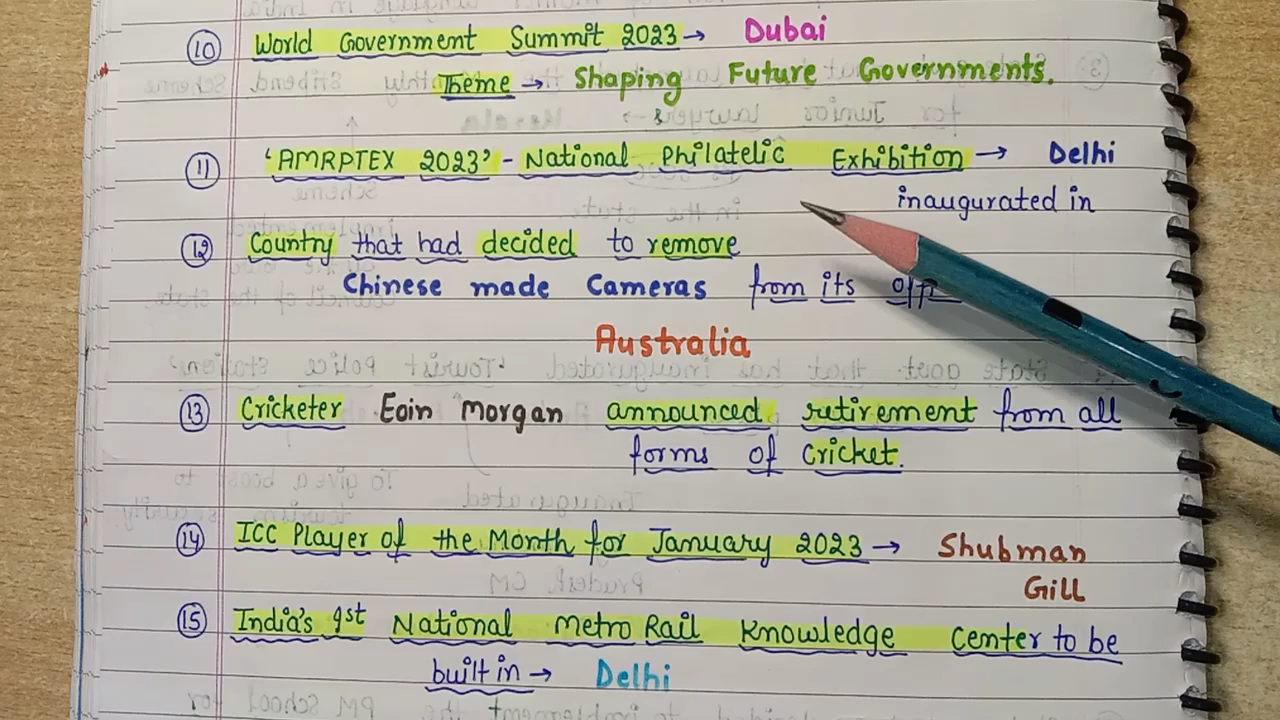 10 World Government Summit 2023 → Dubai
Theme → Shaping Future Governments.
11 'AMRPTEX 2023' - National Philatelic Exhibition → Delhi
inaugurated in
12 Country that had decided to remove
Chinese made Cameras from its
Australia
13 Cricketer Eoin Morgan announced retirement from all
forms of Cricket.
14 ICC Player of the Month for January 2023 → Shubman
Gill
15 India's 1st National Metro Rail Knowledge Center to be
built in → Delhi